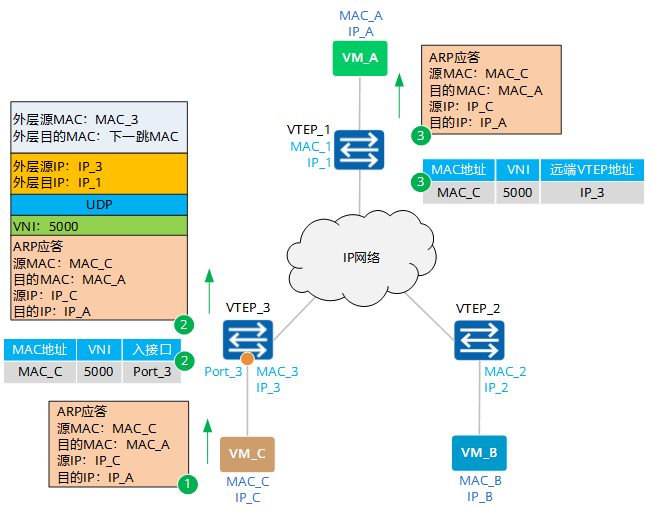 MAC_A
IP_A
VM_A
ARP应答
源MAC：MAC_C
目的MAC：MAC_A
源IP：IP_C
目的IP：IP_A
3
VTEP_1
MAC_1
IP_1
3
MAC地址 VNI 远端VTEP地址
MAC_C 5000 IP_3
外层源MAC：MAC_3
外层目的MAC：下一跳MAC
外层源IP：IP_3
外层目IP：IP_1
UDP
VNI：5000
ARP应答
源MAC：MAC_C
目的MAC：MAC_A
源IP：IP_C
目的IP：IP_A
2
IP网络
VTEP_3
Port_3
MAC_3
IP_3
VTEP_2
MAC_2
IP_2
MAC地址 VNI 入接口
MAC_C 5000 Port_3
2
ARP应答
源MAC：MAC_C
目的MAC：MAC_A
源IP：IP_C
目的IP：IP_A
1
VM_C
MAC_C
IP_C
VM_B
MAC_B
IP_B